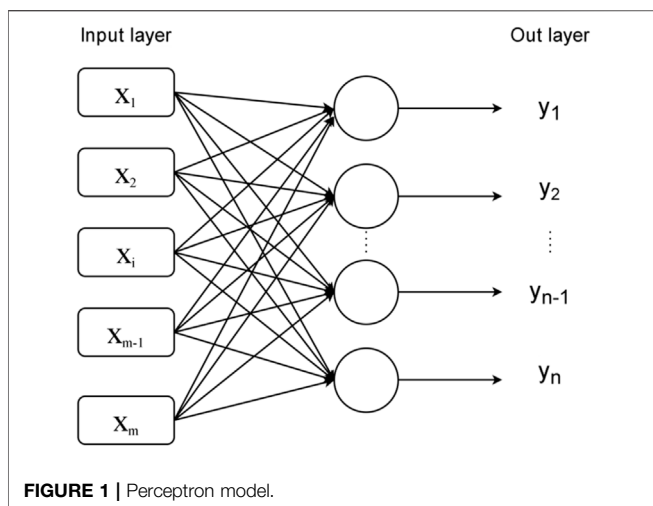 Input layer
Out layer
X₁
X₂
Xᵢ
Xₘ₋₁
Xₘ
y₁
y₂
yₙ₋₁
yₙ
FIGURE 1 | Perceptron model.